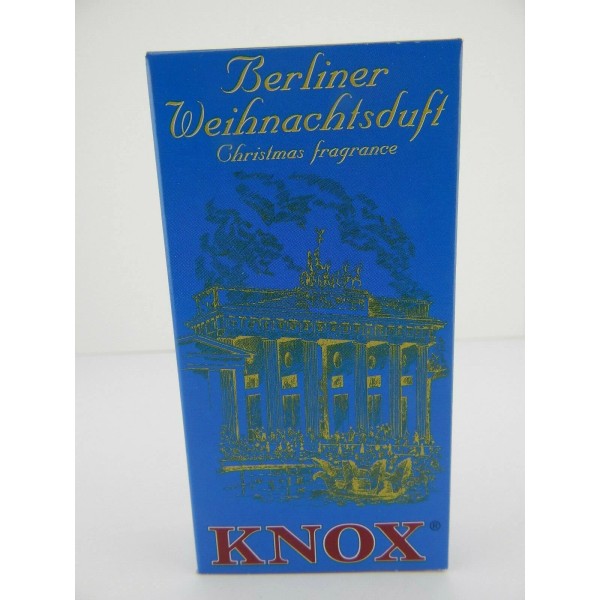 Berliner
Weihnachtsduft
Christmas fragrance
KNOX®